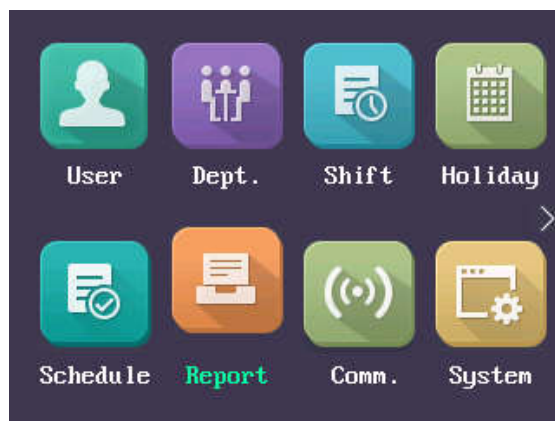 User Dept. Shift Holiday
Schedule Report Comm. System